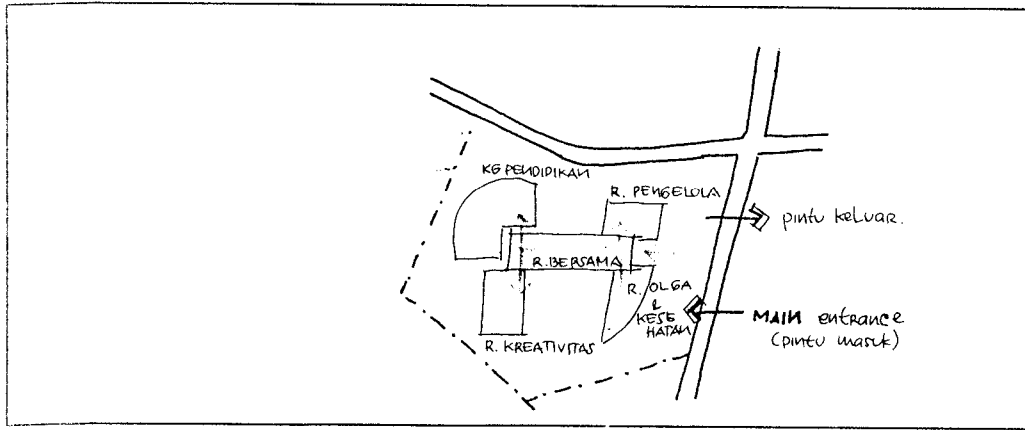 KG PENDIDIKAN
R. PENGELOLA
pintu keluar.
R. BERSAMA
R. OLGA
&
KESE
HATAN
MAIN entrance
(pintu masuk)
R. KREATIVITAS